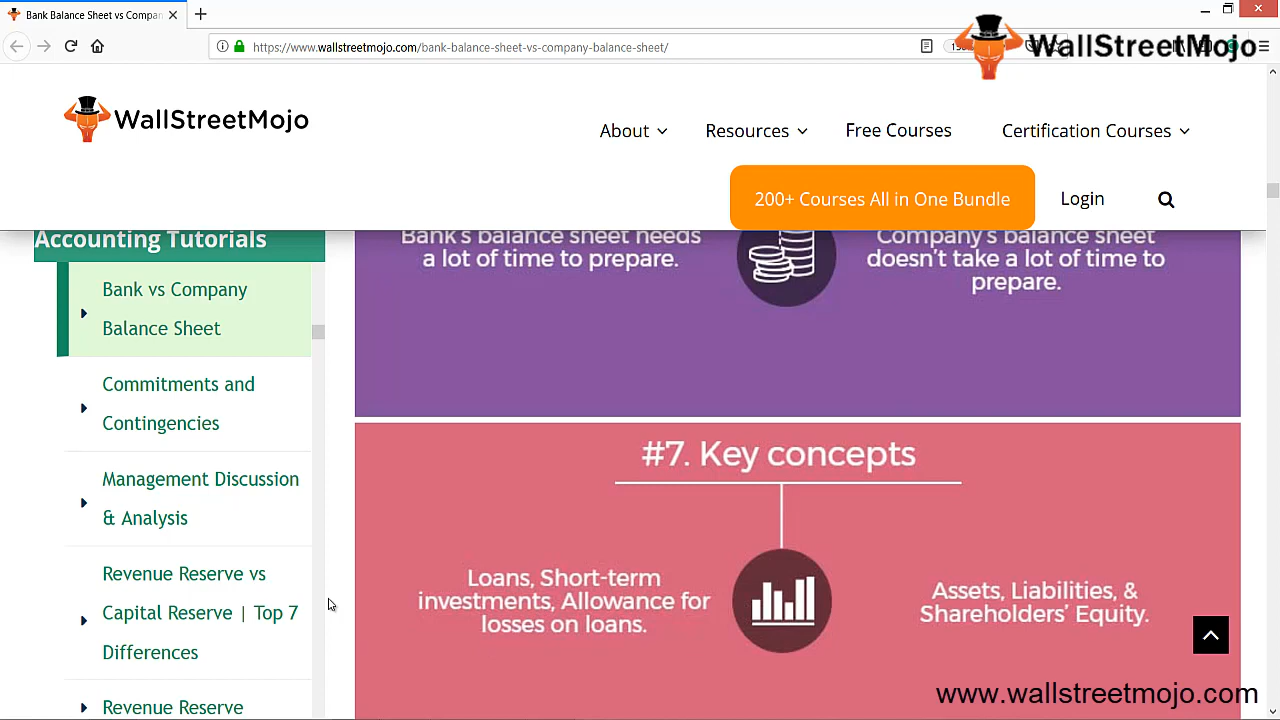 Bank Balance Sheet vs Compan
http://www.wallstreetmojo.com/bank-balance-sheet-vs-company-balance-sheet/
WallStreetMojo
WallStreetMojo
About
Resources
Free Courses
Certification Courses
200+ Courses All in One Bundle
Login
Accounting Tutorials
Bank vs Company
Balance Sheet
Commitments and
Contingencies
Management Discussion
& Analysis
Revenue Reserve vs
Capital Reserve | Top 7
Differences
Revenue Reserve
Bank's balance sheet needs
a lot of time to prepare.
Company's balance sheet
doesn't take a lot of time to
prepare.
#7. Key concepts
Loans, Short-term
investments, Allowance for
losses on loans.
Assets, Liabilities, &
Shareholders' Equity.
www.wallstreetmojo.com